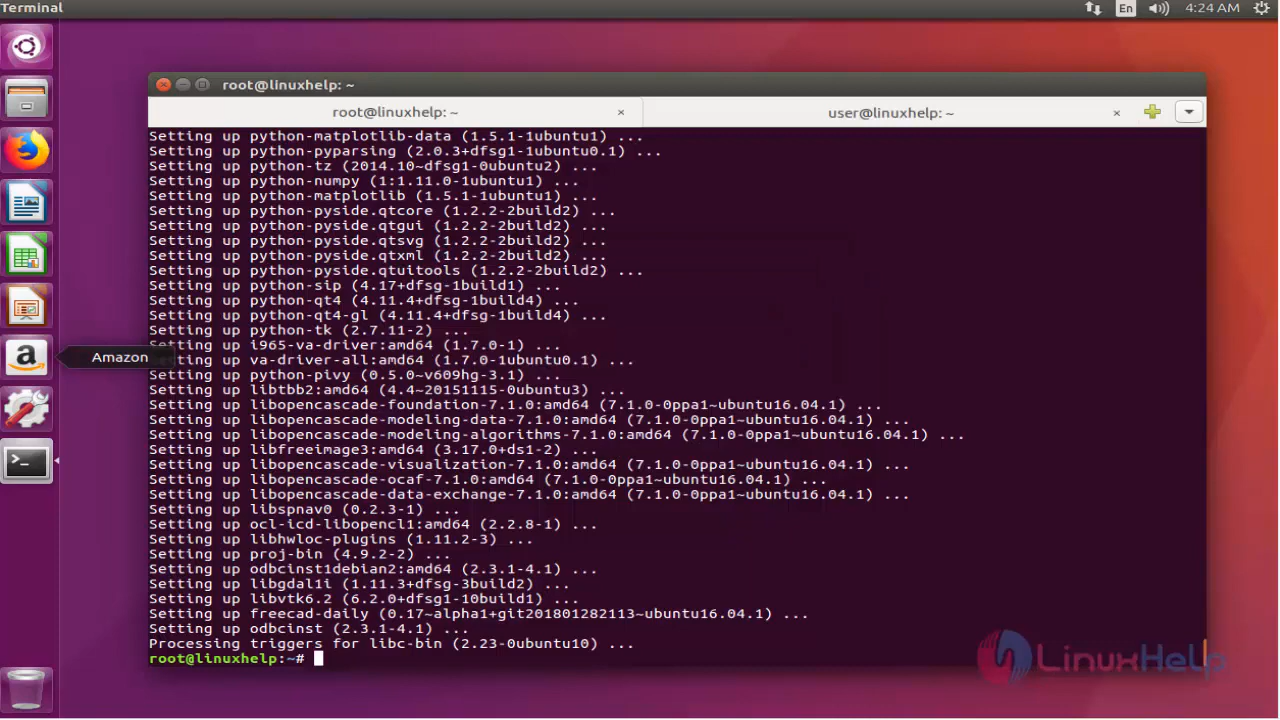 Terminal
En
4:24 AM
root@linuxhelp: ~
root@linuxhelp: ~ ×
user@linuxhelp: ~ ×
Setting up python-matplotlib-data (1.5.1-1ubuntu1) ...
Setting up python-pyparsing (2.0.3+dfsg1-1ubuntu0.1) ...
Setting up python-tz (2014.10~dfsg1-0ubuntu2) ...
Setting up python-numpy (1:1.11.0-1ubuntu1) ...
Setting up python-matplotlib (1.5.1-1ubuntu1) ...
Setting up python-pyside.qtcore (1.2.2-2build2) ...
Setting up python-pyside.qtgui (1.2.2-2build2) ...
Setting up python-pyside.qtsvg (1.2.2-2build2) ...
Setting up python-pyside.qtxml (1.2.2-2build2) ...
Setting up python-pyside.qtuitools (1.2.2-2build2) ...
Setting up python-sip (4.17+dfsg-1build1) ...
Setting up python-qt4 (4.11.4+dfsg-1build4) ...
Setting up python-qt4-gl (4.11.4+dfsg-1build4) ...
Setting up python-tk (2.7.11-2) ...
Setting up i965-va-driver:amd64 (1.7.0-1) ...
Amazon
Setting up va-driver-all:amd64 (1.7.0-1ubuntu0.1) ...
Setting up python-pivy (0.5.0~v609hg-3.1) ...
Setting up libtbb2:amd64 (4.4~20151115-0ubuntu3) ...
Setting up libopencascade-foundation-7.1.0:amd64 (7.1.0-0ppa1~ubuntu16.04.1) ...
Setting up libopencascade-modeling-data-7.1.0:amd64 (7.1.0-0ppa1~ubuntu16.04.1) ...
Setting up libopencascade-modeling-algorithms-7.1.0:amd64 (7.1.0-0ppa1~ubuntu16.04.1) ...
Setting up libfreeimage3:amd64 (3.17.0+ds1-2) ...
Setting up libopencascade-visualization-7.1.0:amd64 (7.1.0-0ppa1~ubuntu16.04.1) ...
Setting up libopencascade-ocaf-7.1.0:amd64 (7.1.0-0ppa1~ubuntu16.04.1) ...
Setting up libopencascade-data-exchange-7.1.0:amd64 (7.1.0-0ppa1~ubuntu16.04.1) ...
Setting up libspnav0 (0.2.3-1) ...
Setting up ocl-icd-libopencl1:amd64 (2.2.8-1) ...
Setting up libhwloc-plugins (1.11.2-3) ...
Setting up proj-bin (4.9.2-2) ...
Setting up odbcinst1debian2:amd64 (2.3.1-4.1) ...
Setting up libgdal1i (1.11.3+dfsg-3build2) ...
Setting up libvtk6.2 (6.2.0+dfsg1-10build1) ...
Setting up freecad-daily (0.17~alpha1+git201801282113~ubuntu16.04.1) ...
Setting up odbcinst (2.3.1-4.1) ...
Processing triggers for libc-bin (2.23-0ubuntu10) ...
root@linuxhelp:~#
LinuxHelp